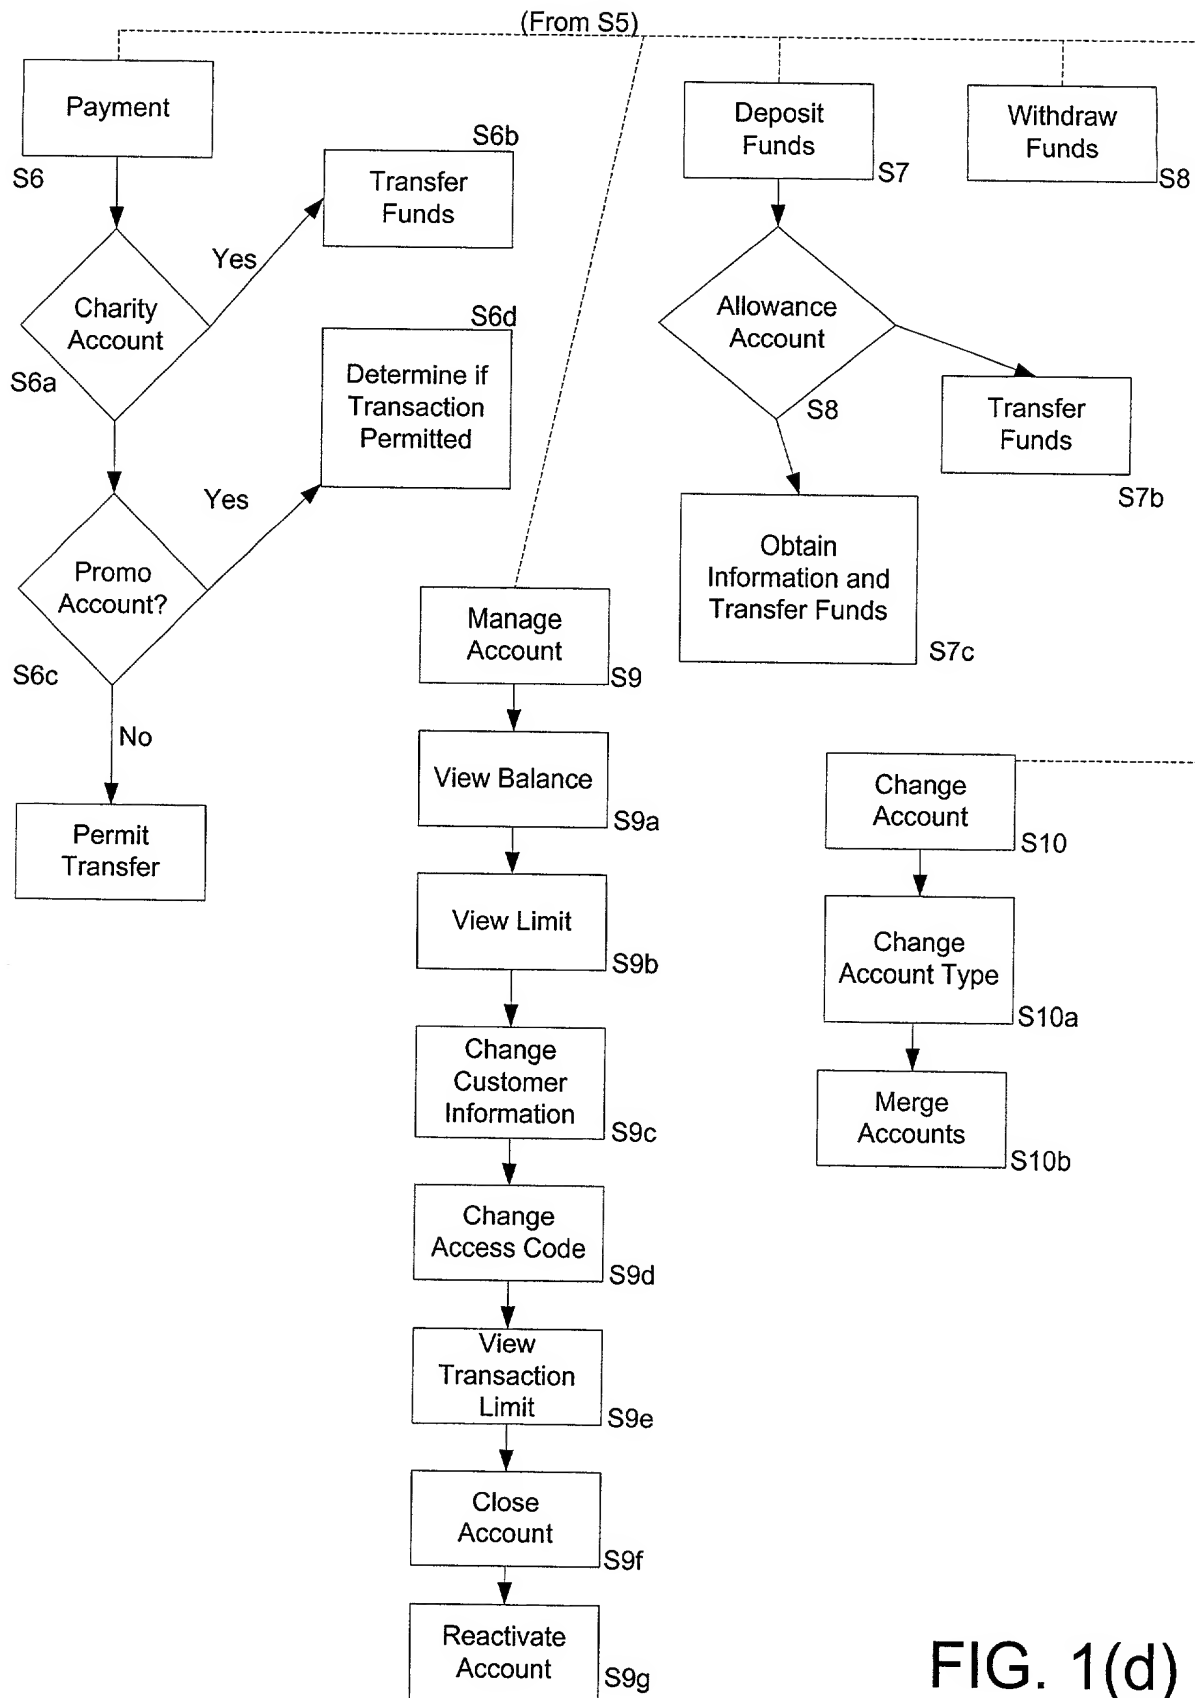 (From S5)
Payment
S6
Charity
Account
S6a
Yes
S6b
Transfer
Funds
Promo
Account?
S6c
Yes
S6d
Determine if
Transaction
Permitted
No
Permit
Transfer
Deposit
Funds
S7
Allowance
Account
S8
Transfer
Funds
S7b
Obtain
Information and
Transfer Funds
S7c
Withdraw
Funds
S8
Manage
Account
S9
View Balance
S9a
View Limit
S9b
Change
Customer
Information
S9c
Change
Access Code
S9d
View
Transaction
Limit
S9e
Close
Account
S9f
Reactivate
Account
S9g
Change
Account
S10
Change
Account Type
S10a
Merge
Accounts
S10b
FIG. 1(d)